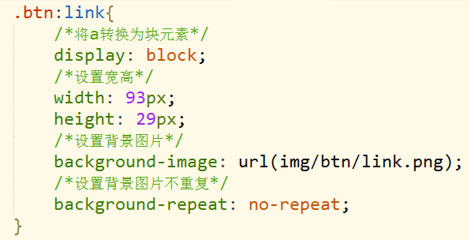 .btn:link{
/*将a转换为块元素*/
display: block;
/*设置宽高*/
width: 93px;
height: 29px;
/*设置背景图片*/
background-image: url(img/btn/link.png);
/*设置背景图片不重复*/
background-repeat: no-repeat;
}